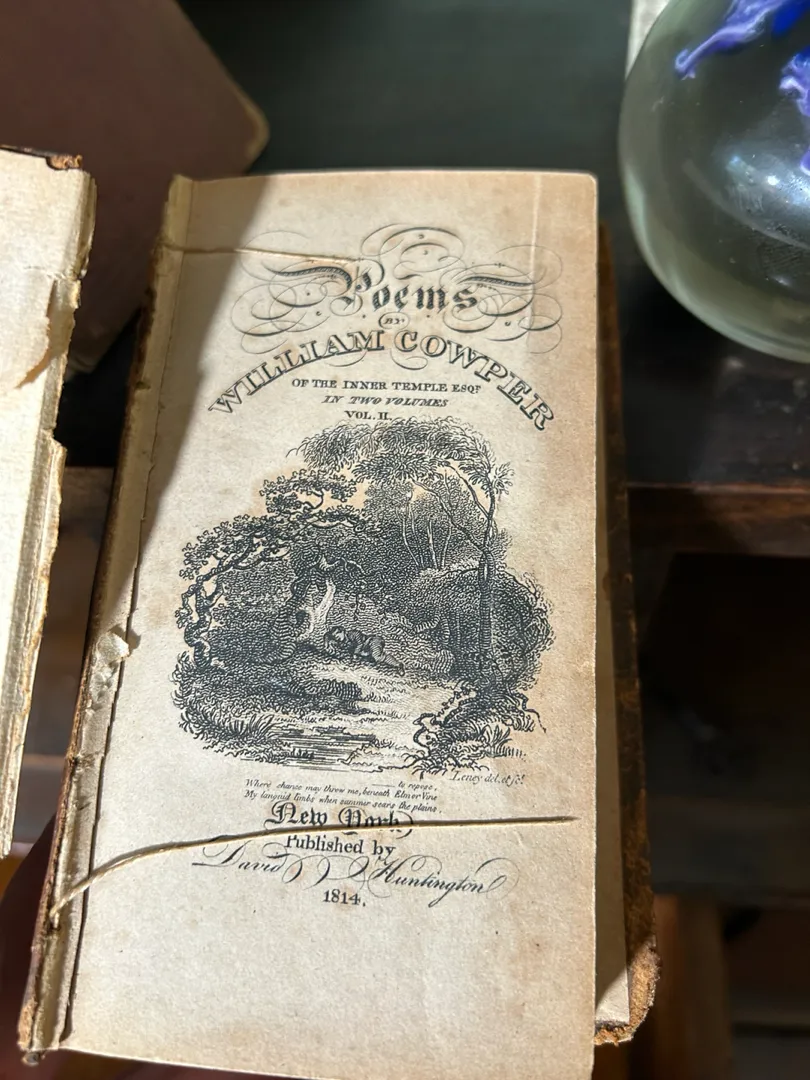 Poems
BY
WILLIAM COWPER
OF THE INNER TEMPLE ESQR
IN TWO VOLUMES
VOL. II.
Leney del. et sc.
Where chance may throw me, beneath Elm or Vine
to repose,
My languid limbs when summer sears the plains.
New York
Published by
David Huntington
1814.